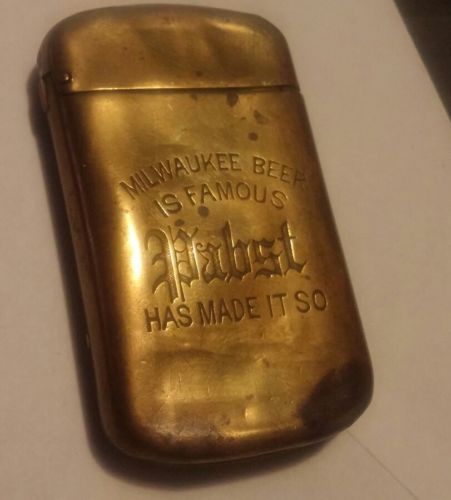 MILWAUKEE BEER
IS FAMOUS
Pabst
HAS MADE IT SO